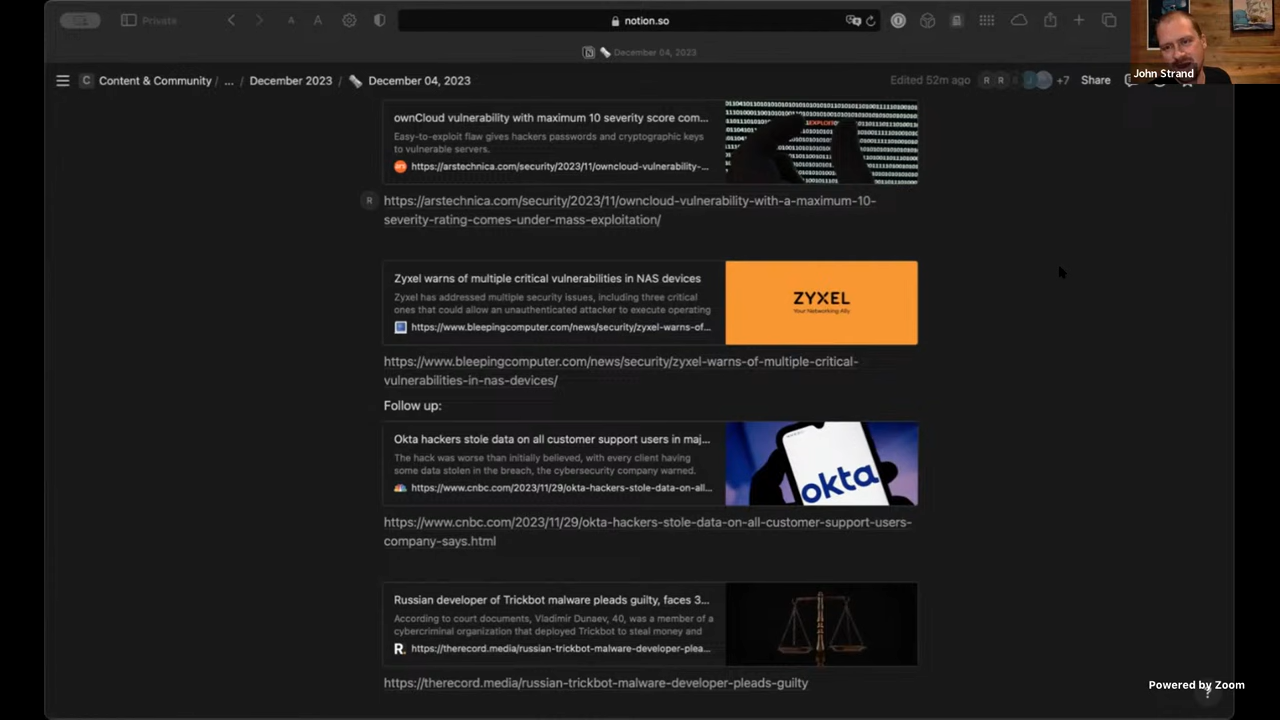 Private
A
A
notion.so
December 04, 2023
John Strand
C Content & Community / ... / December 2023 / December 04, 2023
Edited 52m ago
R R
+7
Share
ownCloud vulnerability with maximum 10 severity score com...
Easy-to-exploit flaw gives hackers passwords and cryptographic keys
to vulnerable servers.
ars
https://arstechnica.com/security/2023/11/owncloud-vulnerability-...
EXPLOIT
R
https://arstechnica.com/security/2023/11/owncloud-vulnerability-with-a-maximum-10-
severity-rating-comes-under-mass-exploitation/
Zyxel warns of multiple critical vulnerabilities in NAS devices
Zyxel has addressed multiple security issues, including three critical
ones that could allow an unauthenticated attacker to execute operating
https://www.bleepingcomputer.com/news/security/zyxel-warns-of...
ZYXEL
Your Networking Ally
https://www.bleepingcomputer.com/news/security/zyxel-warns-of-multiple-critical-
vulnerabilities-in-nas-devices/
Follow up:
Okta hackers stole data on all customer support users in maj...
The hack was worse than initially believed, with every client having
some data stolen in the breach, the cybersecurity company warned.
https://www.cnbc.com/2023/11/29/okta-hackers-stole-data-on-all...
okta
https://www.cnbc.com/2023/11/29/okta-hackers-stole-data-on-all-customer-support-users-
company-says.html
Russian developer of Trickbot malware pleads guilty, faces 3...
According to court documents, Vladimir Dunaev, 40, was a member of a
cybercriminal organization that deployed Trickbot to steal money and
R.
https://therecord.media/russian-trickbot-malware-developer-plea...
https://therecord.media/russian-trickbot-malware-developer-pleads-guilty
Powered by Zoom
?